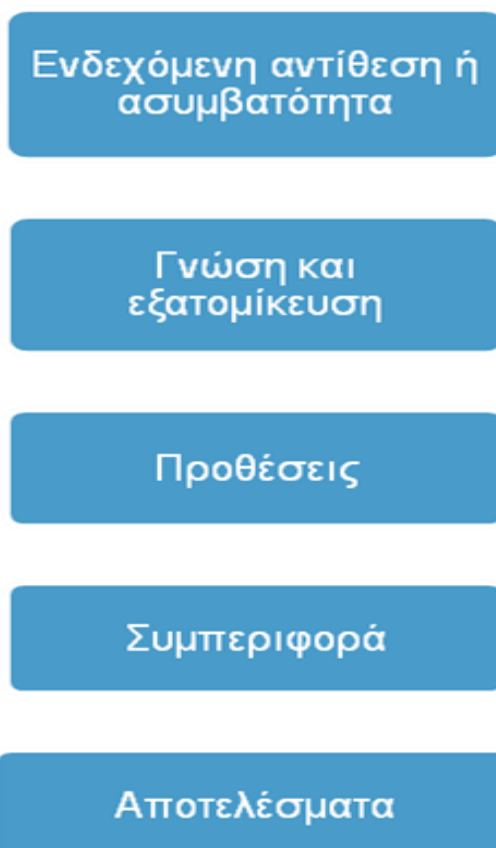 Ενδεχόμενη αντίθεση ή
ασυμβατότητα
Γνώση και
εξατομίκευση
Προθέσεις
Συμπεριφορά
Αποτελέσματα